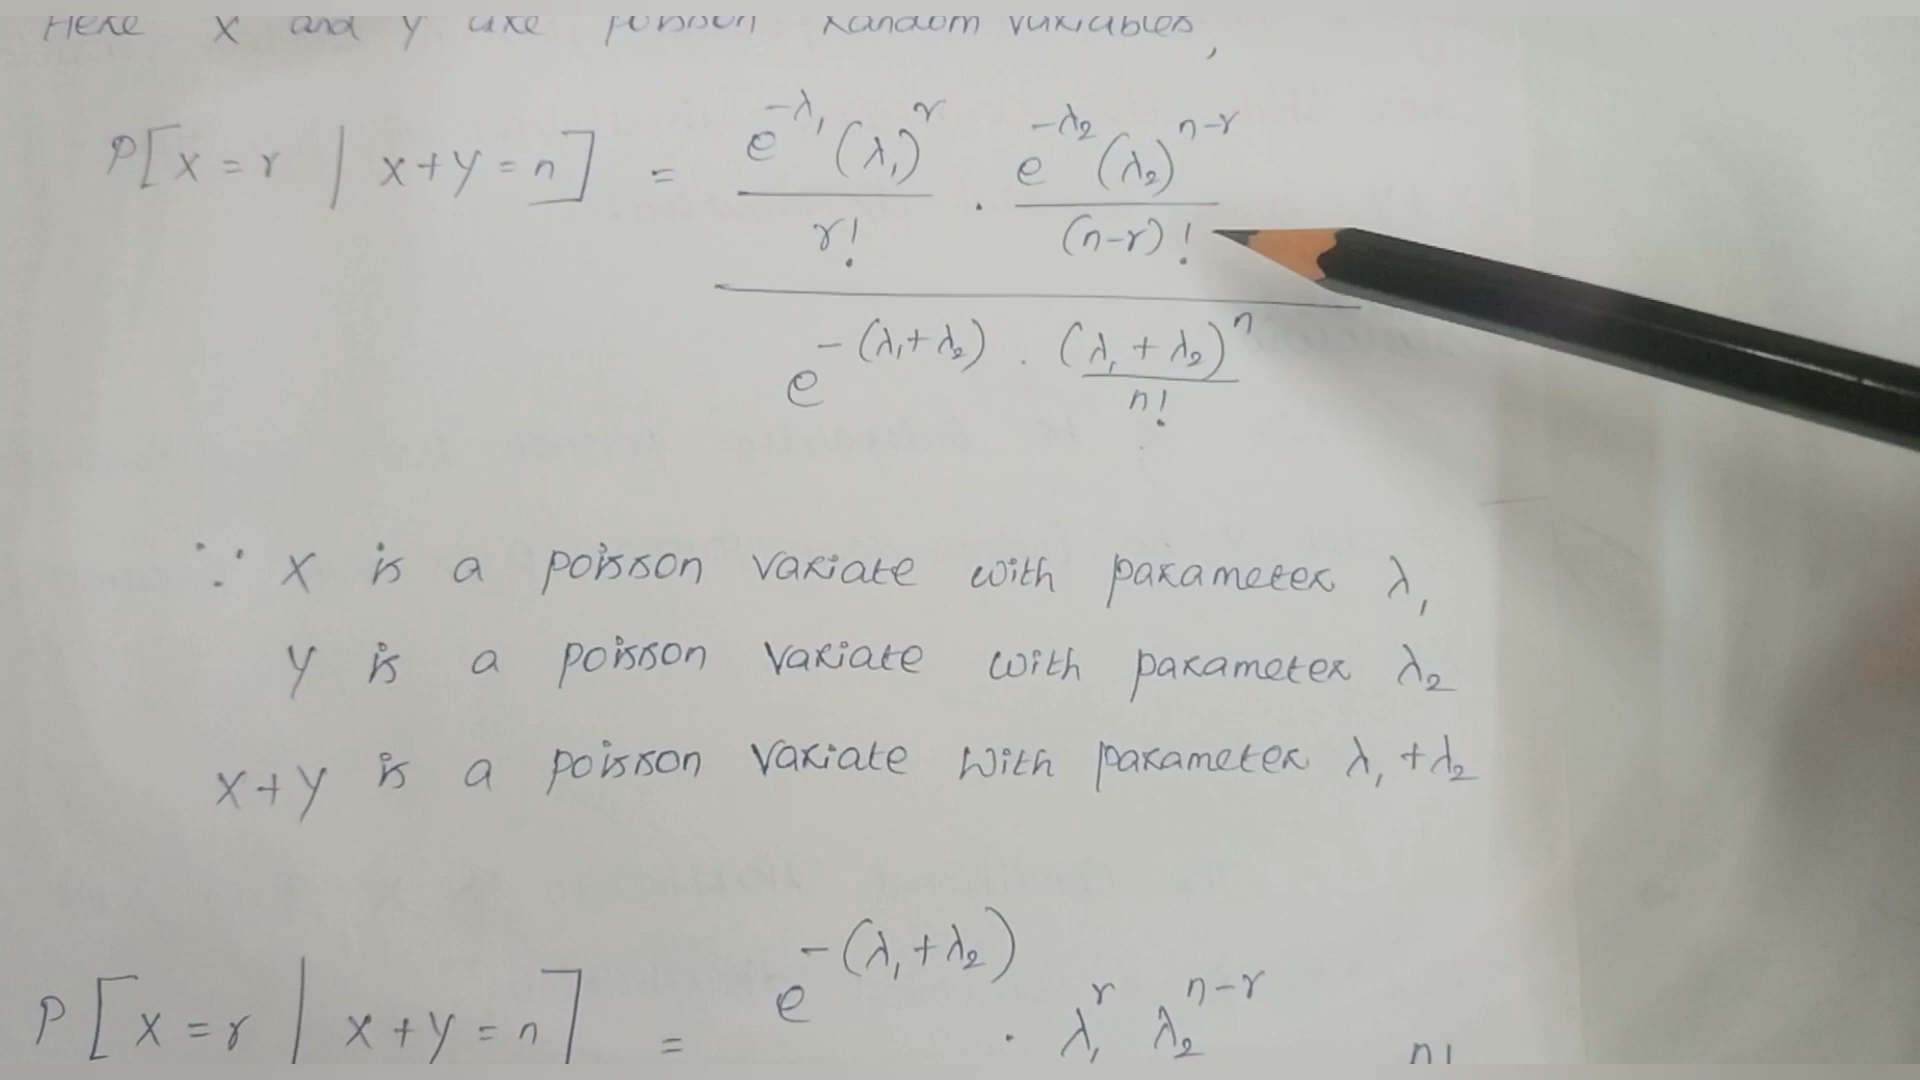 Here X and Y are poisson Random variables,
P[X=r | X+Y=n] = e^{-λ₁}(λ₁)^r / r! · e^{-λ₂}(λ₂)^{n-r} / (n-r)!
e^{-(λ₁+λ₂)} · (λ₁+λ₂)^n / n!
∵ X is a poisson variate with parameter λ₁
Y is a poisson variate with parameter λ₂
X+Y is a poisson variate with parameter λ₁+λ₂
P[X=r | X+Y=n] = e^{-(λ₁+λ₂)} · λ₁^r λ₂^{n-r} n!